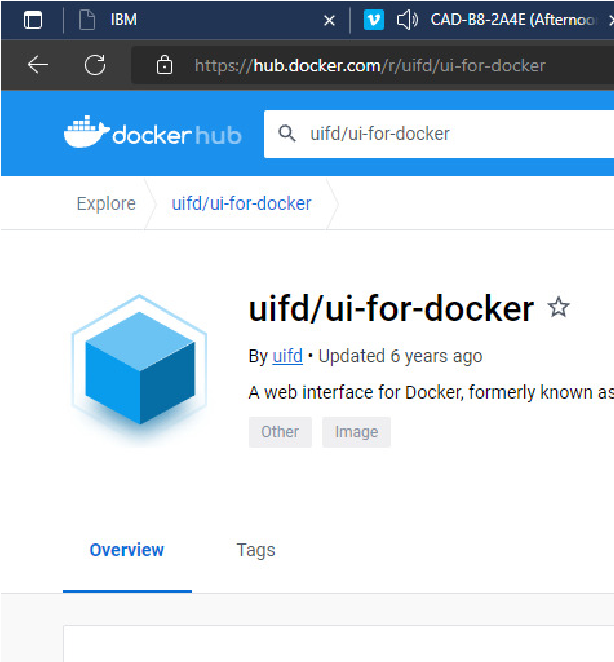 IBM
CAD-B8-2A4E (Afternoo
https://hub.docker.com/r/uifd/ui-for-docker
dockerhub
uifd/ui-for-docker
Explore
uifd/ui-for-docker
uifd/ui-for-docker
By uifd • Updated 6 years ago
A web interface for Docker, formerly known as
Other
Image
Overview
Tags